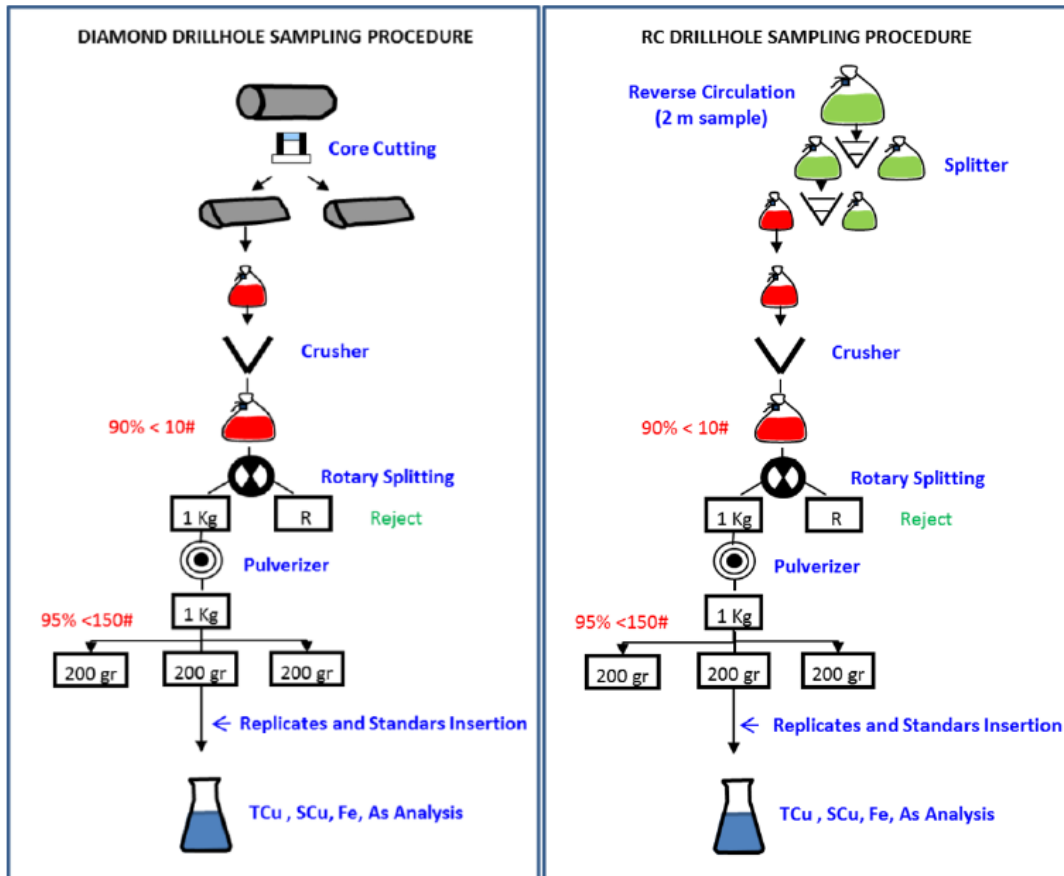 DIAMOND DRILLHOLE SAMPLING PROCEDURE
Core Cutting
Crusher
90% < 10#
Rotary Splitting
1 Kg
R
Reject
Pulverizer
1 Kg
95% <150#
200 gr
200 gr
200 gr
Replicates and Standars Insertion
TCu , SCu, Fe, As Analysis
RC DRILLHOLE SAMPLING PROCEDURE
Reverse Circulation
(2 m sample)
Splitter
Crusher
90% < 10#
Rotary Splitting
1 Kg
R
Reject
Pulverizer
1 Kg
95% <150#
200 gr
200 gr
200 gr
Replicates and Standars Insertion
TCu , SCu, Fe, As Analysis